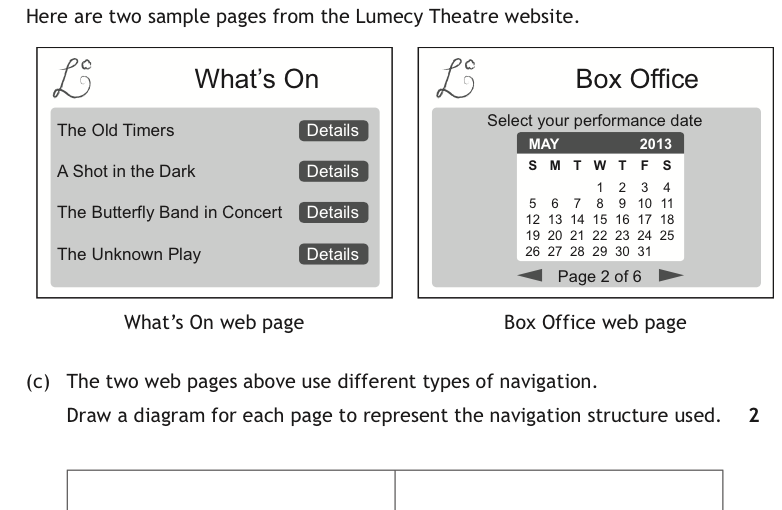 Here are two sample pages from the Lumecy Theatre website.
What's On
The Old Timers Details
A Shot in the Dark Details
The Butterfly Band in Concert Details
The Unknown Play Details
Box Office
Select your performance date
MAY 2013
S M T W T F S
1 2 3 4
5 6 7 8 9 10 11
12 13 14 15 16 17 18
19 20 21 22 23 24 25
26 27 28 29 30 31
Page 2 of 6
What's On web page
Box Office web page
(c) The two web pages above use different types of navigation.
Draw a diagram for each page to represent the navigation structure used. 2